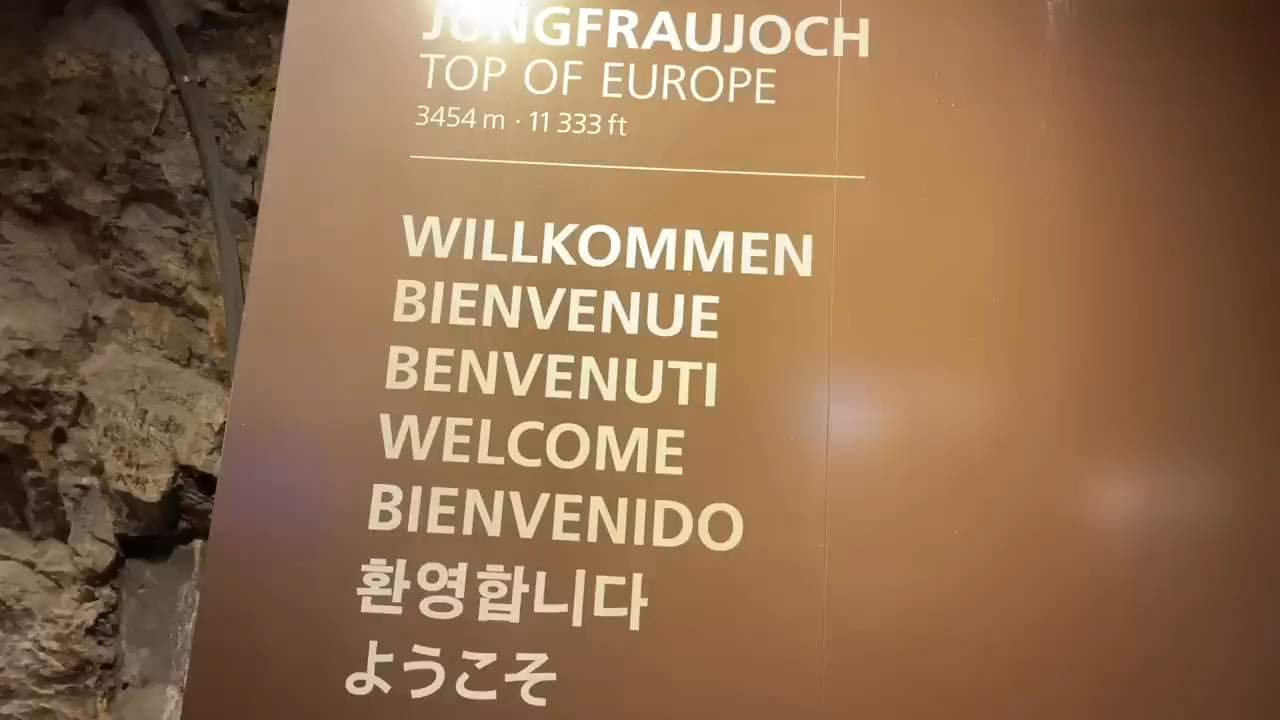 JUNGFRAUJOCH
TOP OF EUROPE
3454 m · 11 333 ft
WILLKOMMEN
BIENVENUE
BENVENUTI
WELCOME
BIENVENIDO
환영합니다
ようこそ